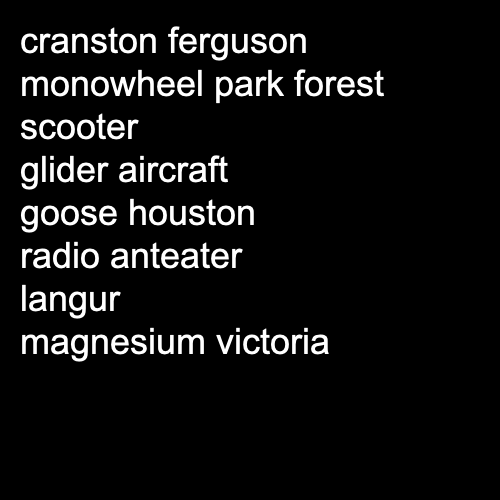 cranston ferguson
monowheel park forest
scooter
glider aircraft
goose houston
radio anteater
langur
magnesium victoria